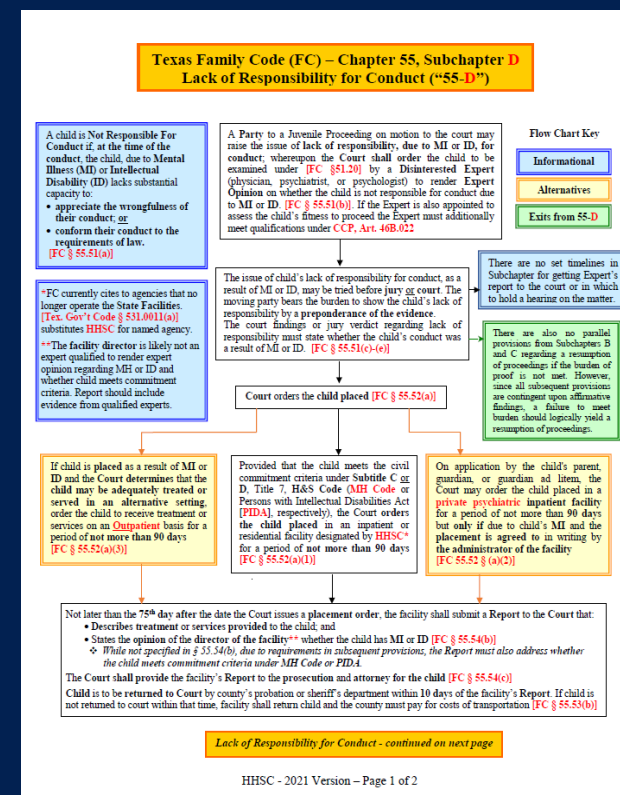 Texas Family Code (FC) – Chapter 55, Subchapter D
Lack of Responsibility for Conduct (“55-D”)
A child is Not Responsible For
Conduct if, at the time of the
conduct, the child, due to Mental
Illness (MI) or Intellectual
Disability (ID) lacks substantial
capacity to:
• appreciate the wrongfulness of
their conduct; or
• conform their conduct to the
requirements of law.
[FC § 55.51(a)]
*FC currently cites to agencies that no
longer operate the State Facilities.
[Tex. Gov't Code § 531.0011(a)]
substitutes HHSC for named agency.
**The facility director is likely not an
expert qualified to render expert
opinion regarding MH or ID and
whether child meets commitment
criteria. Report should include
evidence from qualified experts.
A Party to a Juvenile Proceeding on motion to the court may
raise the issue of lack of responsibility, due to MI or ID, for
conduct; whereupon the Court shall order the child to be
examined under [FC §51.20] by a Disinterested Expert
(physician, psychiatrist, or psychologist) to render Expert
Opinion on whether the child is not responsible for conduct due
to MI or ID. [FC § 55.51(b)]. If the Expert is also appointed to
assess the child's fitness to proceed the Expert must additionally
meet qualifications under CCP, Art. 46B.022
Flow Chart Key
Informational
Alternatives
Exits from 55-D
The issue of child's lack of responsibility for conduct, as a
result of MI or ID, may be tried before jury or court. The
moving party bears the burden to show the child's lack of
responsibility by a preponderance of the evidence.
The court findings or jury verdict regarding lack of
responsibility must state whether the child's conduct was
a result of MI or ID. [FC § 55.51(c)-(e)]
There are no set timelines in
Subchapter for getting Expert's
report to the court or in which
to hold a hearing on the matter.
There are also no parallel
provisions from Subchapters B
and C regarding a resumption
of proceedings if the burden of
proof is not met. However,
since all subsequent provisions
are contingent upon affirmative
findings, a failure to meet
burden should logically yield a
resumption of proceedings.
Court orders the child placed [FC § 55.52(a)]
If child is placed as a result of MI or
ID and the Court determines that the
child may be adequately treated or
served in an alternative setting,
order the child to receive treatment or
services on an Outpatient basis for a
period of not more than 90 days
[FC § 55.52(a)(3)]
Provided that the child meets the civil
commitment criteria under Subtitle C or
D, Title 7, H&S Code (MH Code or
Persons with Intellectual Disabilities Act
[PIDA], respectively), the Court orders
the child placed in an inpatient or
residential facility designated by HHSC*
for a period of not more than 90 days
[FC § 55.52(a)(1)]
On application by the child's parent,
guardian, or guardian ad litem, the
Court may order the child placed in a
private psychiatric inpatient facility
for a period of not more than 90 days
but only if due to child's MI and the
placement is agreed to in writing by
the administrator of the facility
[FC 55.52 § (a)(2)]
Not later than the 75th day after the date the Court issues a placement order, the facility shall submit a Report to the Court that:
• Describes treatment or services provided to the child; and
• States the opinion of the director of the facility** whether the child has MI or ID [FC § 55.54(b)]
❖ While not specified in § 55.54(b), due to requirements in subsequent provisions, the Report must also address whether
the child meets commitment criteria under MH Code or PIDA.
The Court shall provide the facility's Report to the prosecution and attorney for the child [FC § 55.54(c)]
Child is to be returned to Court by county's probation or sheriff's department within 10 days of the facility's Report. If child is
not returned to court within that time, facility shall return child and the county must pay for costs of transportation [FC § 55.53(b)]
Lack of Responsibility for Conduct - continued on next page
HHSC - 2021 Version – Page 1 of 2